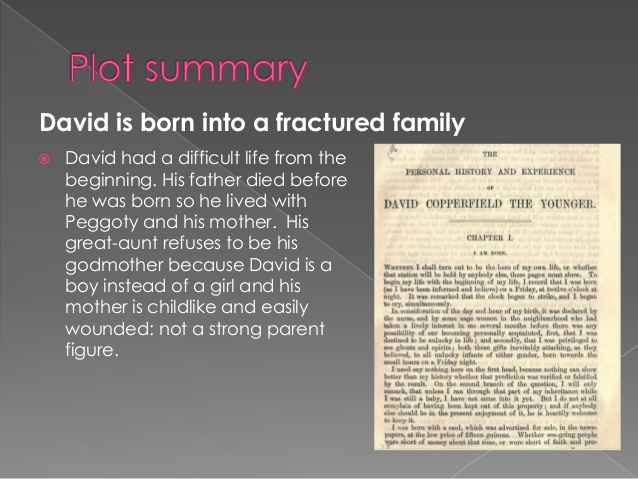 Plot summary
David is born into a fractured family
David had a difficult life from the
beginning. His father died before
he was born so he lived with
Peggoty and his mother.  His
great-aunt refuses to be his
godmother because David is a
boy instead of a girl and his
mother is childlike and easily
wounded: not a strong parent
figure.
THE
PERSONAL HISTORY AND EXPERIENCE
OF
DAVID COPPERFIELD THE YOUNGER.
CHAPTER I.
I AM BORN.
Whether I shall turn out to be the hero of my own life, or whether
that station will be held by anybody else, these pages must show. To
begin my life with the beginning of my life, I record that I was born
(as I have been informed and believe) on a Friday, at twelve o'clock at
night. It was remarked that the clock began to strike, and I began
to cry, simultaneously.
In consideration of the day and hour of my birth, it was declared by
the nurse, and by some sage women in the neighbourhood who had
taken a lively interest in me several months before there was any
possibility of our becoming personally acquainted, first, that I was
destined to be unlucky in life; and secondly, that I was privileged to
see ghosts and spirits; both these gifts inevitably attaching, as they
believed, to all unlucky infants of either gender, born towards the
small hours on a Friday night.
I need say nothing here on the first head, because nothing can show
better than my history whether that prediction was verified or falsified
by the result. On the second branch of the question, I will only
remark, that unless I ran through that part of my inheritance while
I was still a baby, I have not come into it yet. But I do not at all
complain of having been kept out of this property; and if anybody
else should be in the present enjoyment of it, he is heartily welcome
to keep it.
I was born with a caul, which was advertised for sale, in the news-
papers, at the low price of fifteen guineas. Whether sea-going people
were short of money about that time, or were short of faith and